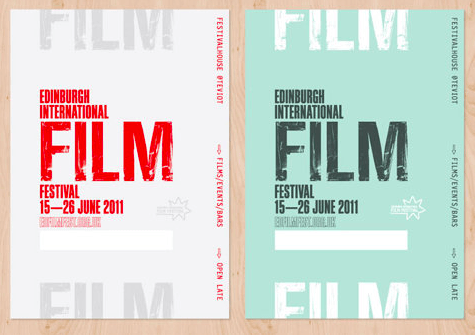 FILM
EDINBURGH
INTERNATIONAL
FILM
FESTIVAL
15—26 JUNE 2011
EDFILMFEST.ORG.UK
FILM
FESTIVALHOUSE @TEVIOT
FILMS/EVENTS/BARS
OPEN LATE
FILM
EDINBURGH
INTERNATIONAL
FILM
FESTIVAL
15—26 JUNE 2011
EDFILMFEST.ORG.UK
FILM
FESTIVALHOUSE @TEVIOT
FILMS/EVENTS/BARS
OPEN LATE